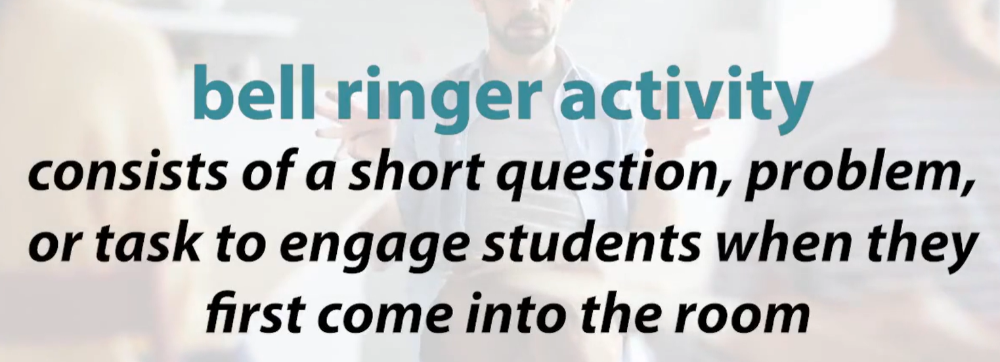 bell ringer activity
consists of a short question, problem,
or task to engage students when they
first come into the room